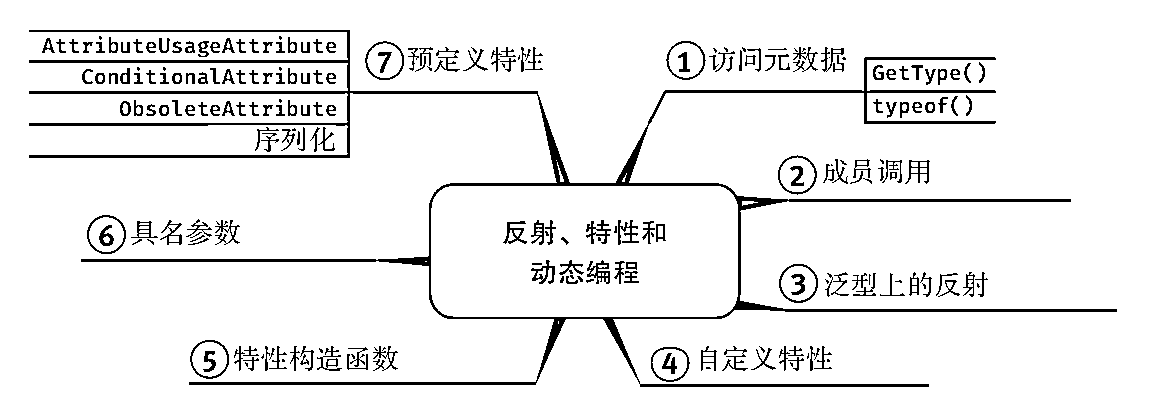 反射、特性和
动态编程
①访问元数据
GetType()
typeof()
②成员调用
③泛型上的反射
④自定义特性
⑤特性构造函数
⑥具名参数
⑦预定义特性
AttributeUsageAttribute
ConditionalAttribute
ObsoleteAttribute
序列化